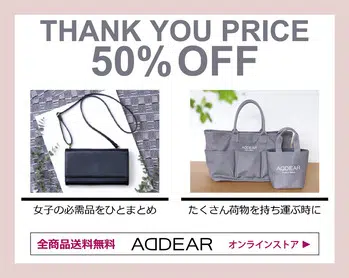 THANK YOU PRICE
50% OFF
ADDEAR
女子の必需品をひとまとめ
たくさん荷物を持ち運ぶ時に
全商品送料無料 ADDEAR オンラインストア